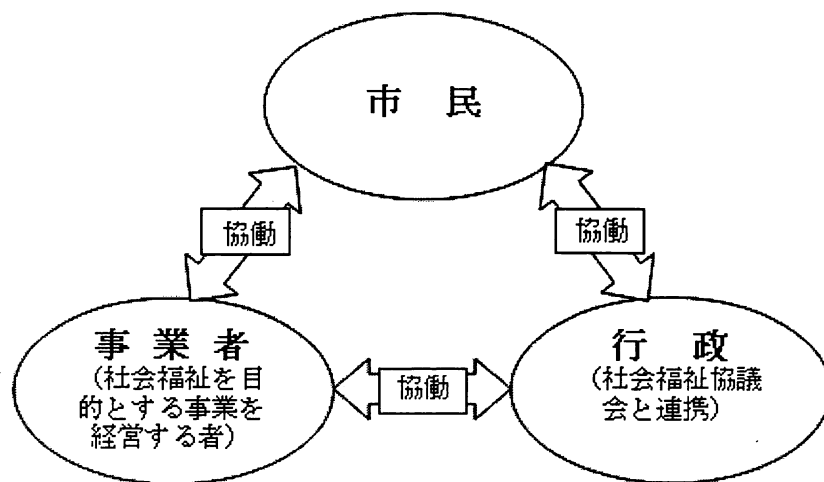 市 民
協働
協働
事 業 者
(社会福祉を目
的とする事業を
経営する者)
協働
行 政
(社会福祉協議
会と連携)